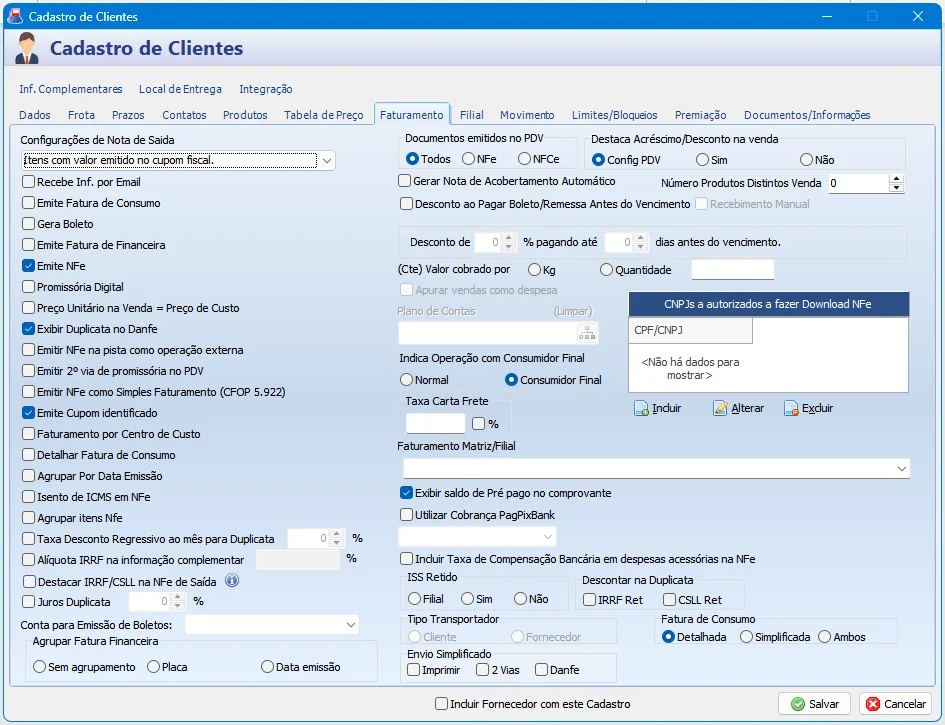 Cadastro de Clientes
Cadastro de Clientes
Inf. Complementares Local de Entrega Integração
Dados Frota Prazos Contatos Produtos Tabela de Preço Faturamento Filial Movimento Limites/Bloqueios Premiação Documentos/Informações
Configurações de Nota de Saida
Ítens com valor emitido no cupom fiscal.
Recebe Inf. por Email
Emite Fatura de Consumo
Gera Boleto
Emite Fatura de Financeira
Emite NFe
Promissória Digital
Preço Unitário na Venda = Preço de Custo
Exibir Duplicata no Danfe
Emitir NFe na pista como operação externa
Emitir 2º via de promissória no PDV
Emitir NFe como Simples Faturamento (CFOP 5.922)
Emite Cupom identificado
Faturamento por Centro de Custo
Detalhar Fatura de Consumo
Agrupar Por Data Emissão
Isento de ICMS em NFe
Agrupar itens Nfe
Taxa Desconto Regressivo ao mês para Duplicata 0 %
Alíquota IRRF na informação complementar %
Destacar IRRF/CSLL na NFe de Saída
Juros Duplicata 0 %
Conta para Emissão de Boletos:
Agrupar Fatura Financeira
Sem agrupamento Placa Data emissão
Documentos emitidos no PDV
Todos NFe NFCe
Destaca Acréscimo/Desconto na venda
Config PDV Sim Não
Gerar Nota de Acobertamento Automático
Número Produtos Distintos Venda 0
Desconto ao Pagar Boleto/Remessa Antes do Vencimento
Recebimento Manual
Desconto de 0 % pagando até 0 dias antes do vencimento.
(Cte) Valor cobrado por Kg Quantidade
Apurar vendas como despesa
Plano de Contas (Limpar)
CNPJs a autorizados a fazer Download NFe
CPF/CNPJ
<Não há dados para
mostrar>
Indica Operação com Consumidor Final
Normal Consumidor Final
Incluir Alterar Excluir
Taxa Carta Frete
%
Faturamento Matriz/Filial
Exibir saldo de Pré pago no comprovante
Utilizar Cobrança PagPixBank
Incluir Taxa de Compensação Bancária em despesas acessórias na NFe
ISS Retido
Filial Sim Não
Descontar na Duplicata
IRRF Ret CSLL Ret
Tipo Transportador
Cliente Fornecedor
Fatura de Consumo
Detalhada Simplificada Ambos
Envio Simplificado
Imprimir 2 Vias Danfe
Incluir Fornecedor com este Cadastro
Salvar Cancelar